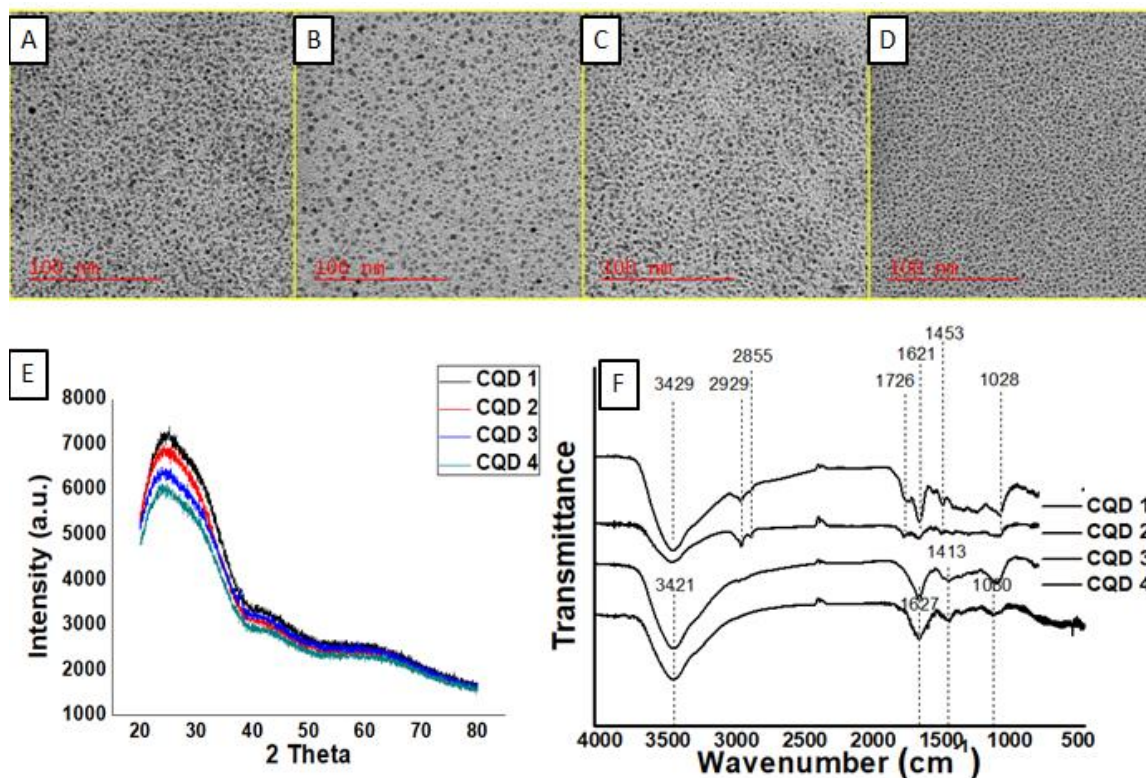 A
B
C
D
100 nm
100 nm
100 nm
100 nm
E
8000
7000
6000
5000
4000
3000
2000
1000
Intensity (a.u.)
20
30
40
50
60
70
80
2 Theta
CQD 1
CQD 2
CQD 3
CQD 4
F
3429
2929
2855
1726
1621
1453
1028
CQD 1
CQD 2
CQD 3
CQD 4
3421
1627
1413
Transmittance
4000
3500
3000
2500
2000
1500
1000
500
Wavenumber (cm-1)